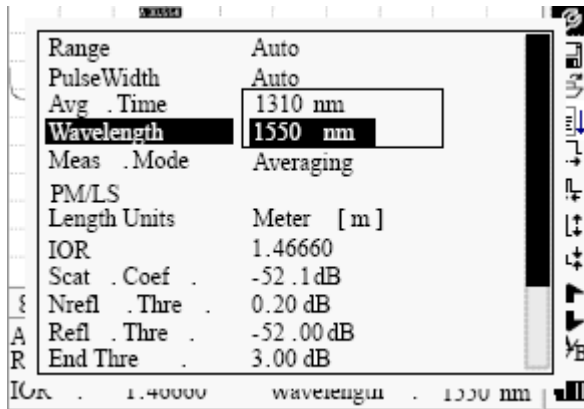 Range Auto
PulseWidth Auto
Avg . Time 1310 nm
Wavelength 1550 nm
Meas . Mode Averaging
PM/LS
Length Units Meter [ m ]
IOR 1.46660
Scat . Coef . -52 .1dB
Nrefl . Thre . 0.20 dB
Refl . Thre . -52 .00 dB
End Thre . 3.00 dB
A
R
IOR . 1.46660 wavelength . 1550 nm